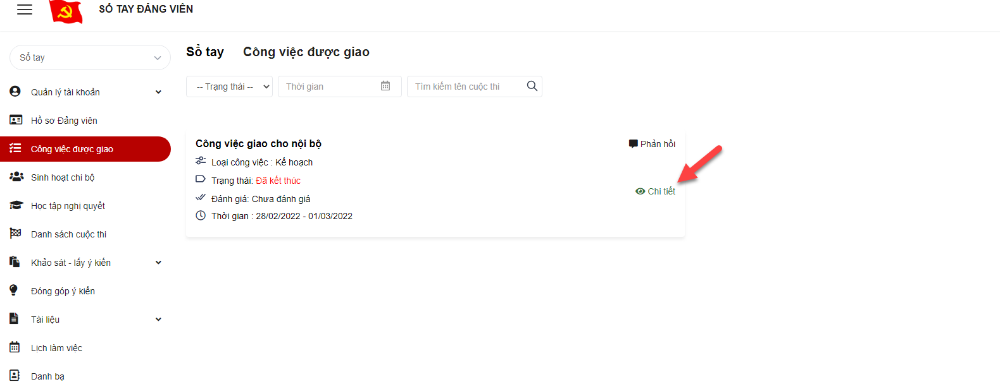 SỔ TAY ĐẢNG VIÊN
Sổ tay
Quản lý tài khoản
Hồ sơ Đảng viên
Công việc được giao
Sinh hoạt chi bộ
Học tập nghị quyết
Danh sách cuộc thi
Khảo sát - lấy ý kiến
Đóng góp ý kiến
Tài liệu
Lịch làm việc
Danh bạ
Sổ tay Công việc được giao
-- Trạng thái -- Thời gian Tìm kiếm tên cuộc thi
Công việc giao cho nội bộ
Phản hồi
Loại công việc : Kế hoạch
Trạng thái: Đã kết thúc
Chi tiết
Đánh giá: Chưa đánh giá
Thời gian : 28/02/2022 - 01/03/2022